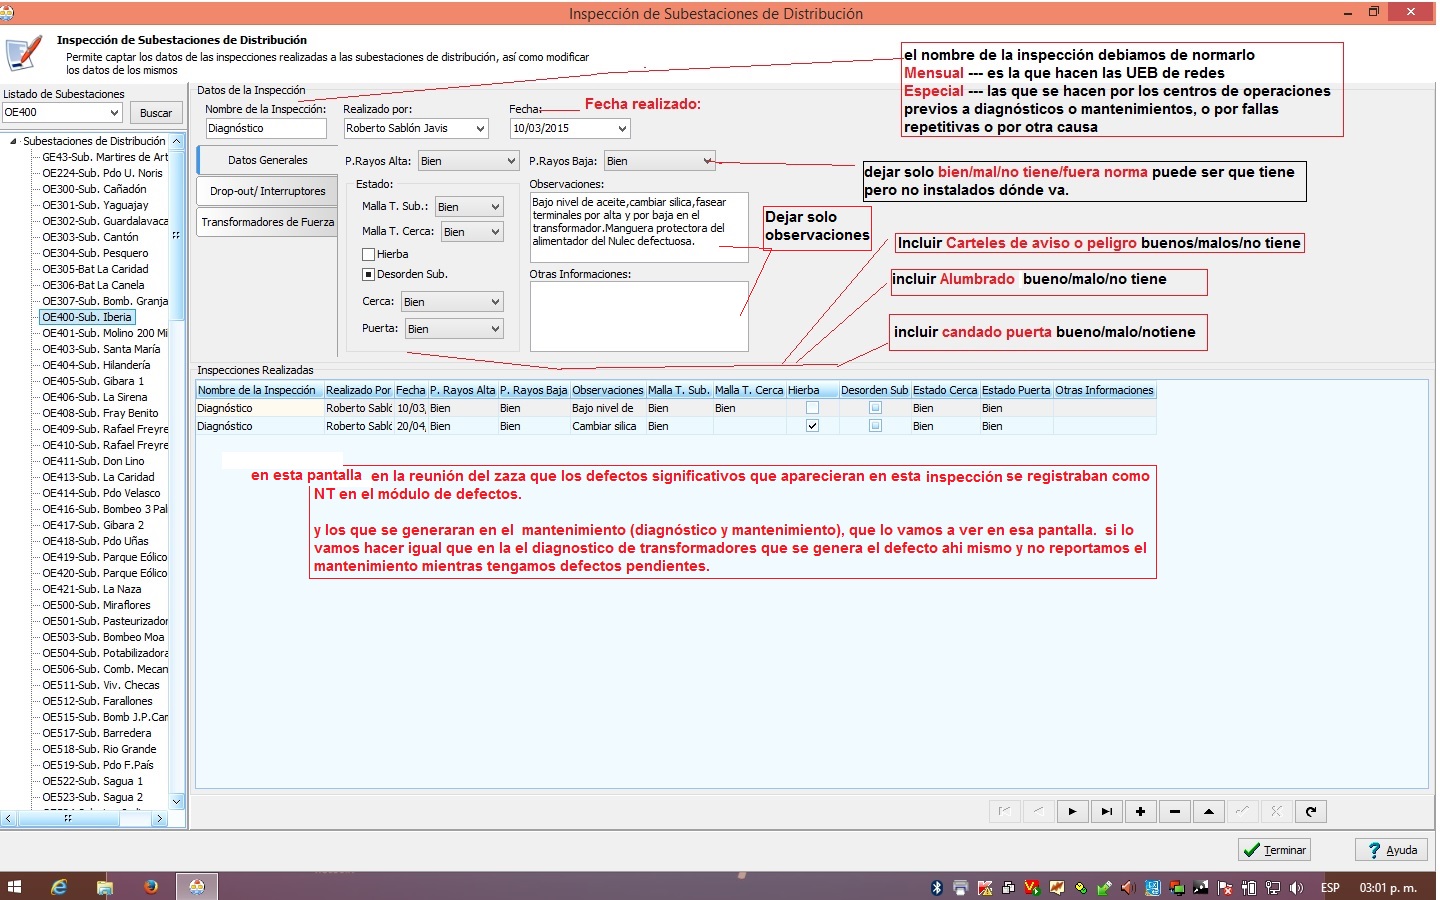 Inspección de Subestaciones de Distribución
Inspección de Subestaciones de Distribución
Permite captar los datos de las inspecciones realizadas a las subestaciones de distribución, así como modificar
los datos de los mismos
el nombre de la inspección debiamos de normarlo
Mensual --- es la que hacen las UEB de redes
Especial --- las que se hacen por los centros de operaciones
previos a diagnósticos o mantenimientos, o por fallas
repetitivas o por otra causa
Listado de Subestaciones
OE400
Buscar
Subestaciones de Distribución
GE43-Sub. Martires de Art
OE224-Sub. Pdo U. Noris
OE300-Sub. Cañadón
OE301-Sub. Yaguajay
OE302-Sub. Guardalavaca
OE303-Sub. Cantón
OE304-Sub. Pesquero
OE305-Bat La Caridad
OE306-Bat La Canela
OE307-Sub. Bomb. Granja
OE400-Sub. Iberia
OE401-Sub. Molino 200 Mi
OE403-Sub. Santa María
OE404-Sub. Hilandería
OE405-Sub. Gibara 1
OE406-Sub. La Sirena
OE408-Sub. Fray Benito
OE409-Sub. Rafael Freyre
OE410-Sub. Rafael Freyre
OE411-Sub. Don Lino
OE413-Sub. La Caridad
OE414-Sub. Pdo Velasco
OE416-Sub. Bombeo 3 Pal
OE417-Sub. Gibara 2
OE418-Sub. Pdo Uñas
OE419-Sub. Parque Eólico
OE420-Sub. Parque Eólico
OE421-Sub. La Naza
OE500-Sub. Miraflores
OE501-Sub. Pasteurizador
OE503-Sub. Bombeo Moa
OE504-Sub. Potabilizadora
OE506-Sub. Comb. Mecan
OE511-Sub. Viv. Checas
OE512-Sub. Farallones
OE515-Sub. Bomb J.P.Car
OE517-Sub. Barredera
OE518-Sub. Rio Grande
OE519-Sub. Pdo F.País
OE522-Sub. Sagua 1
OE523-Sub. Sagua 2
Datos de la Inspección
Nombre de la Inspección:
Realizado por:
Fecha:
Fecha realizado:
Diagnóstico
Roberto Sablón Javis
10/03/2015
Datos Generales
Drop-out/ Interruptores
Transformadores de Fuerza
P.Rayos Alta:
Bien
P.Rayos Baja:
Bien
dejar solo bien/mal/no tiene/fuera norma puede ser que tiene
pero no instalados dónde va.
Estado:
Malla T. Sub.:
Bien
Malla T. Cerca:
Bien
Hierba
Desorden Sub.
Cerca:
Bien
Puerta:
Bien
Observaciones:
Bajo nivel de aceite,cambiar silica,fasear
terminales por alta y por baja en el
transformador.Manguera protectora del
alimentador del Nulec defectuosa.
Otras Informaciones:
Dejar solo
observaciones
Incluir Carteles de aviso o peligro buenos/malos/no tiene
incluir Alumbrado bueno/malo/no tiene
incluir candado puerta bueno/malo/notiene
Inspecciones Realizadas
Nombre de la Inspección Realizado Por Fecha P. Rayos Alta P. Rayos Baja Observaciones Malla T. Sub. Malla T. Cerca Hierba Desorden Sub Estado Cerca Estado Puerta Otras Informaciones
Diagnóstico Roberto Sabló 10/03, Bien Bien Bajo nivel de Bien Bien Bien Bien
Diagnóstico Roberto Sabló 20/04, Bien Bien Cambiar silica Bien Bien Bien
en esta pantalla en la reunión del zaza que los defectos significativos que aparecieran en esta inspección se registraban como
NT en el módulo de defectos.
y los que se generaran en el mantenimiento (diagnóstico y mantenimiento), que lo vamos a ver en esa pantalla. si lo
vamos hacer igual que en la el diagnostico de transformadores que se genera el defecto ahi mismo y no reportamos el
mantenimiento mientras tengamos defectos pendientes.
Terminar
Ayuda
ESP
03:01 p. m.